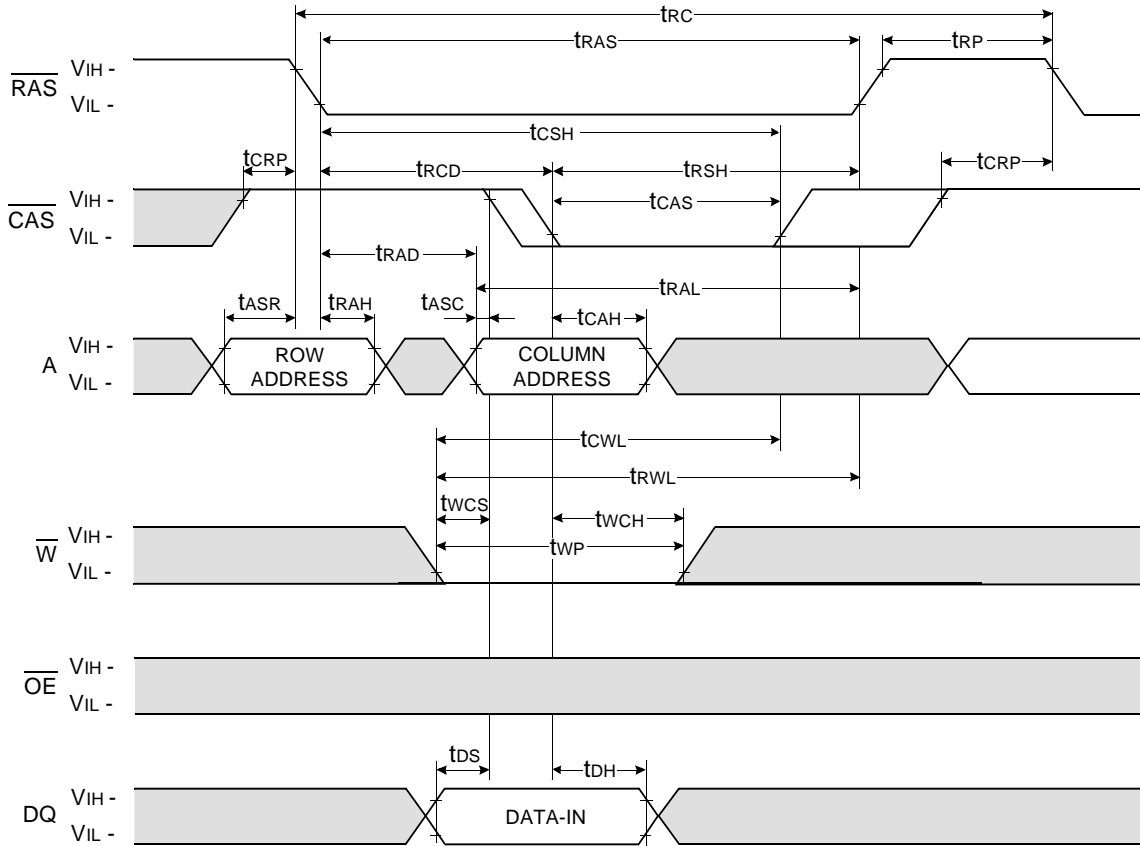 tRC
tRAS
tRP
RAS
VIH -
VIL -
tCSH
tCRP
tRCD
tRSH
tCRP
CAS
VIH -
VIL -
tCAS
tRAD
tRAL
tASR
tRAH
tASC
tCAH
A
VIH -
VIL -
ROW
ADDRESS
COLUMN
ADDRESS
tCWL
tRWL
tWCS
tWCH
W
VIH -
VIL -
tWP
OE
VIH -
VIL -
tDS
tDH
DQ
VIH -
VIL -
DATA-IN